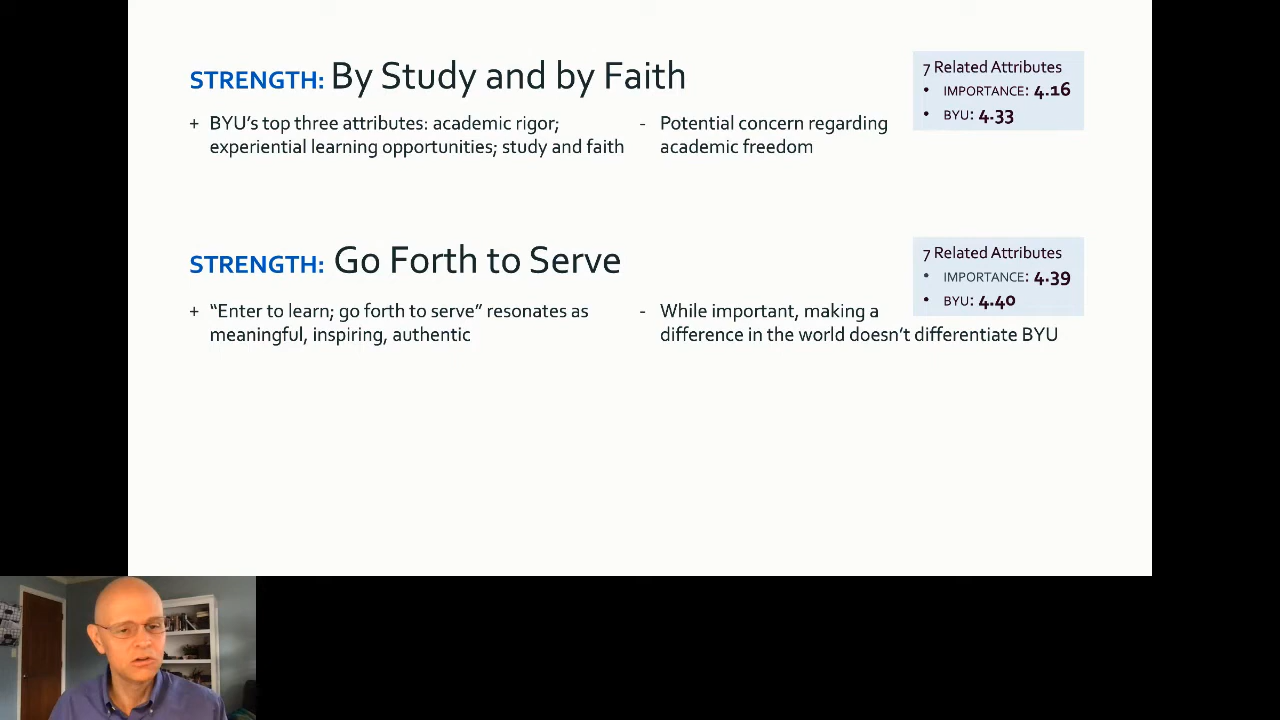 STRENGTH: By Study and by Faith
+ BYU's top three attributes: academic rigor;
experiential learning opportunities; study and faith
- Potential concern regarding
academic freedom
7 Related Attributes
• IMPORTANCE: 4.16
• BYU: 4.33
STRENGTH: Go Forth to Serve
+ “Enter to learn; go forth to serve” resonates as
meaningful, inspiring, authentic
- While important, making a
difference in the world doesn't differentiate BYU
7 Related Attributes
• IMPORTANCE: 4.39
• BYU: 4.40